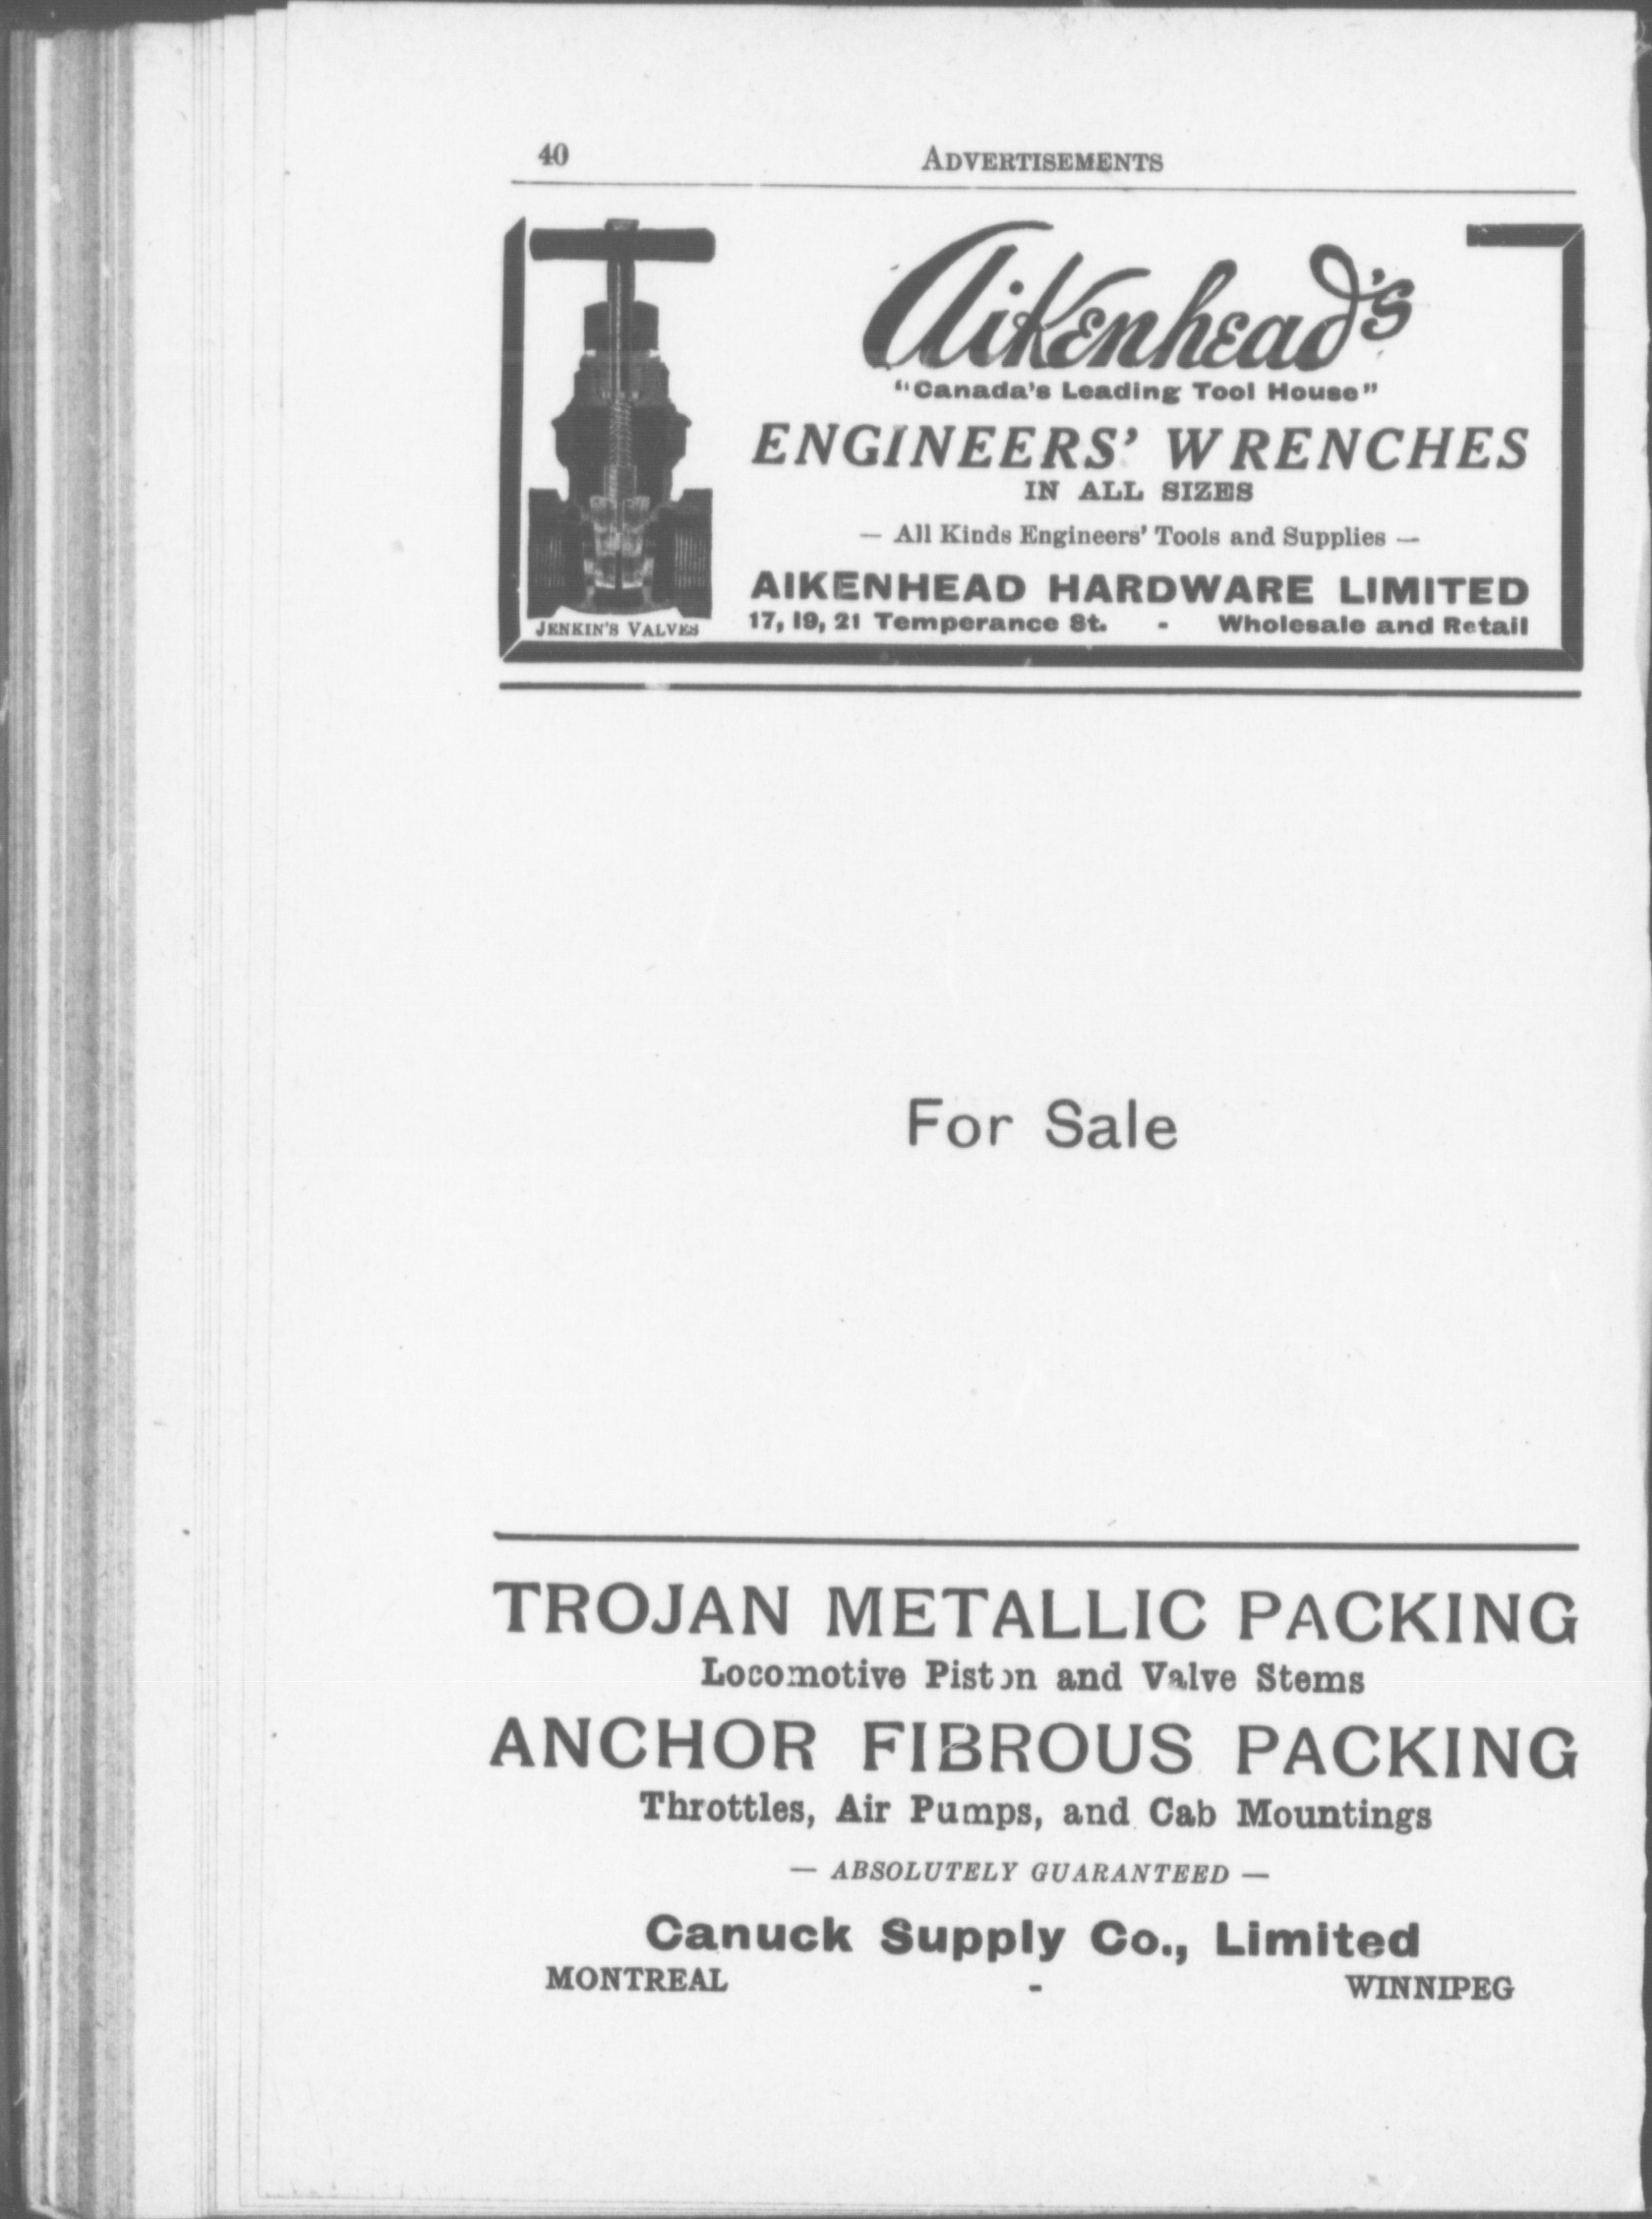 40 ADVERTISEMENTS
Aikenhead's
"Canada's Leading Tool House"
ENGINEERS' WRENCHES
IN ALL SIZES
— All Kinds Engineers' Tools and Supplies —
AIKENHEAD HARDWARE LIMITED
17, 19, 21 Temperance St. - Wholesale and Retail
JENKIN'S VALVES
For Sale
TROJAN METALLIC PACKING
Locomotive Piston and Valve Stems
ANCHOR FIBROUS PACKING
Throttles, Air Pumps, and Cab Mountings
— ABSOLUTELY GUARANTEED —
Canuck Supply Co., Limited
MONTREAL - WINNIPEG